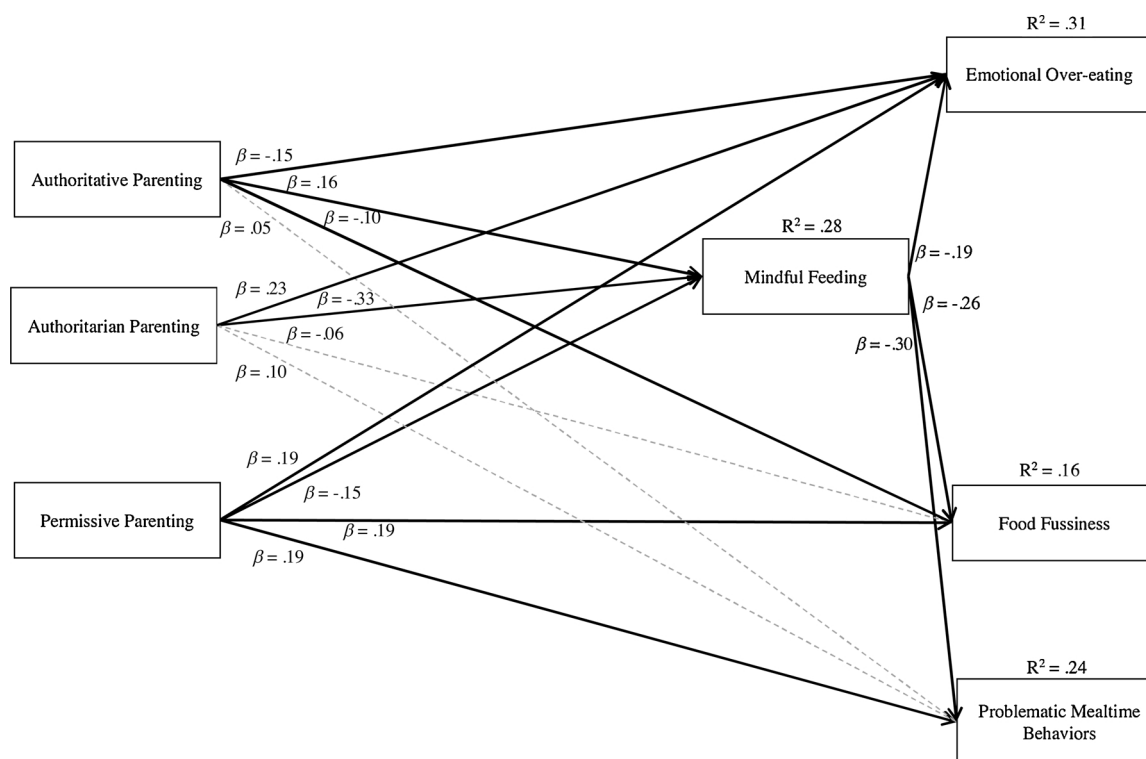 R² = .31
Emotional Over-eating
Authoritative Parenting
β = -.15
β = .16
β = -.10
β = .05
R² = .28
Mindful Feeding
β = -.19
β = -.26
β = -.30
Authoritarian Parenting
β = .23
β = -.33
β = -.06
β = .10
Permissive Parenting
β = .19
β = -.15
β = .19
β = .19
R² = .16
Food Fussiness
R² = .24
Problematic Mealtime
Behaviors